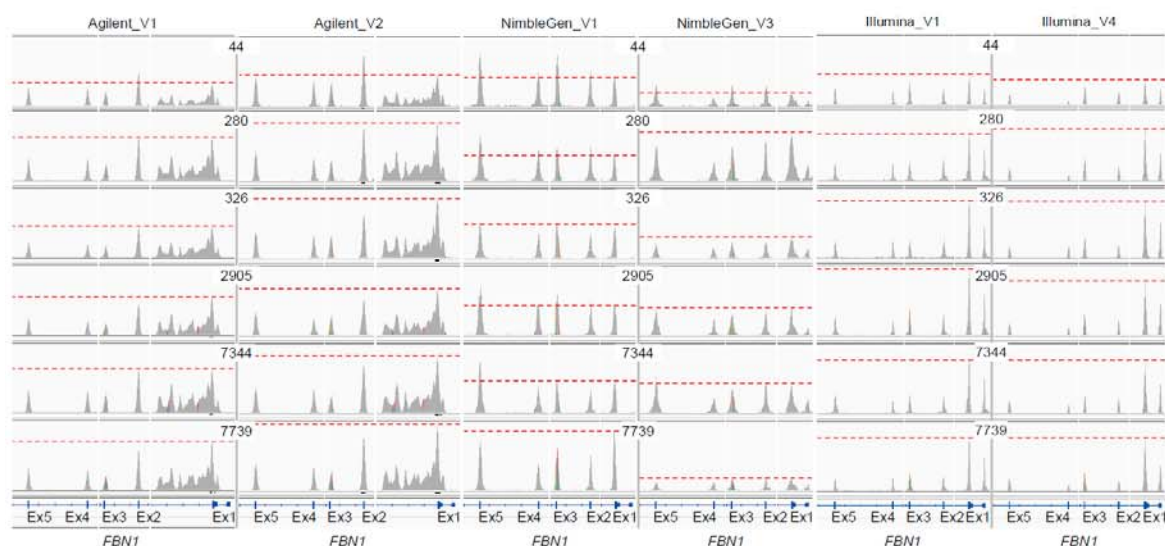 Agilent_V1 Agilent_V2 NimbleGen_V1 NimbleGen_V3 Illumina_V1 Illumina_V4
44 44 44
280 280 280
326 326 326
2905 2905 2905
7344 7344 7344
7739 7739 7739
Ex5 Ex4 Ex3 Ex2 Ex1 Ex5 Ex4 Ex3 Ex2 Ex1 Ex5 Ex4 Ex3 Ex2 Ex1 Ex5 Ex4 Ex3 Ex2 Ex1 Ex5 Ex4 Ex3 Ex2 Ex1 Ex5 Ex4 Ex3 Ex2 Ex1
FBN1 FBN1 FBN1 FBN1 FBN1 FBN1